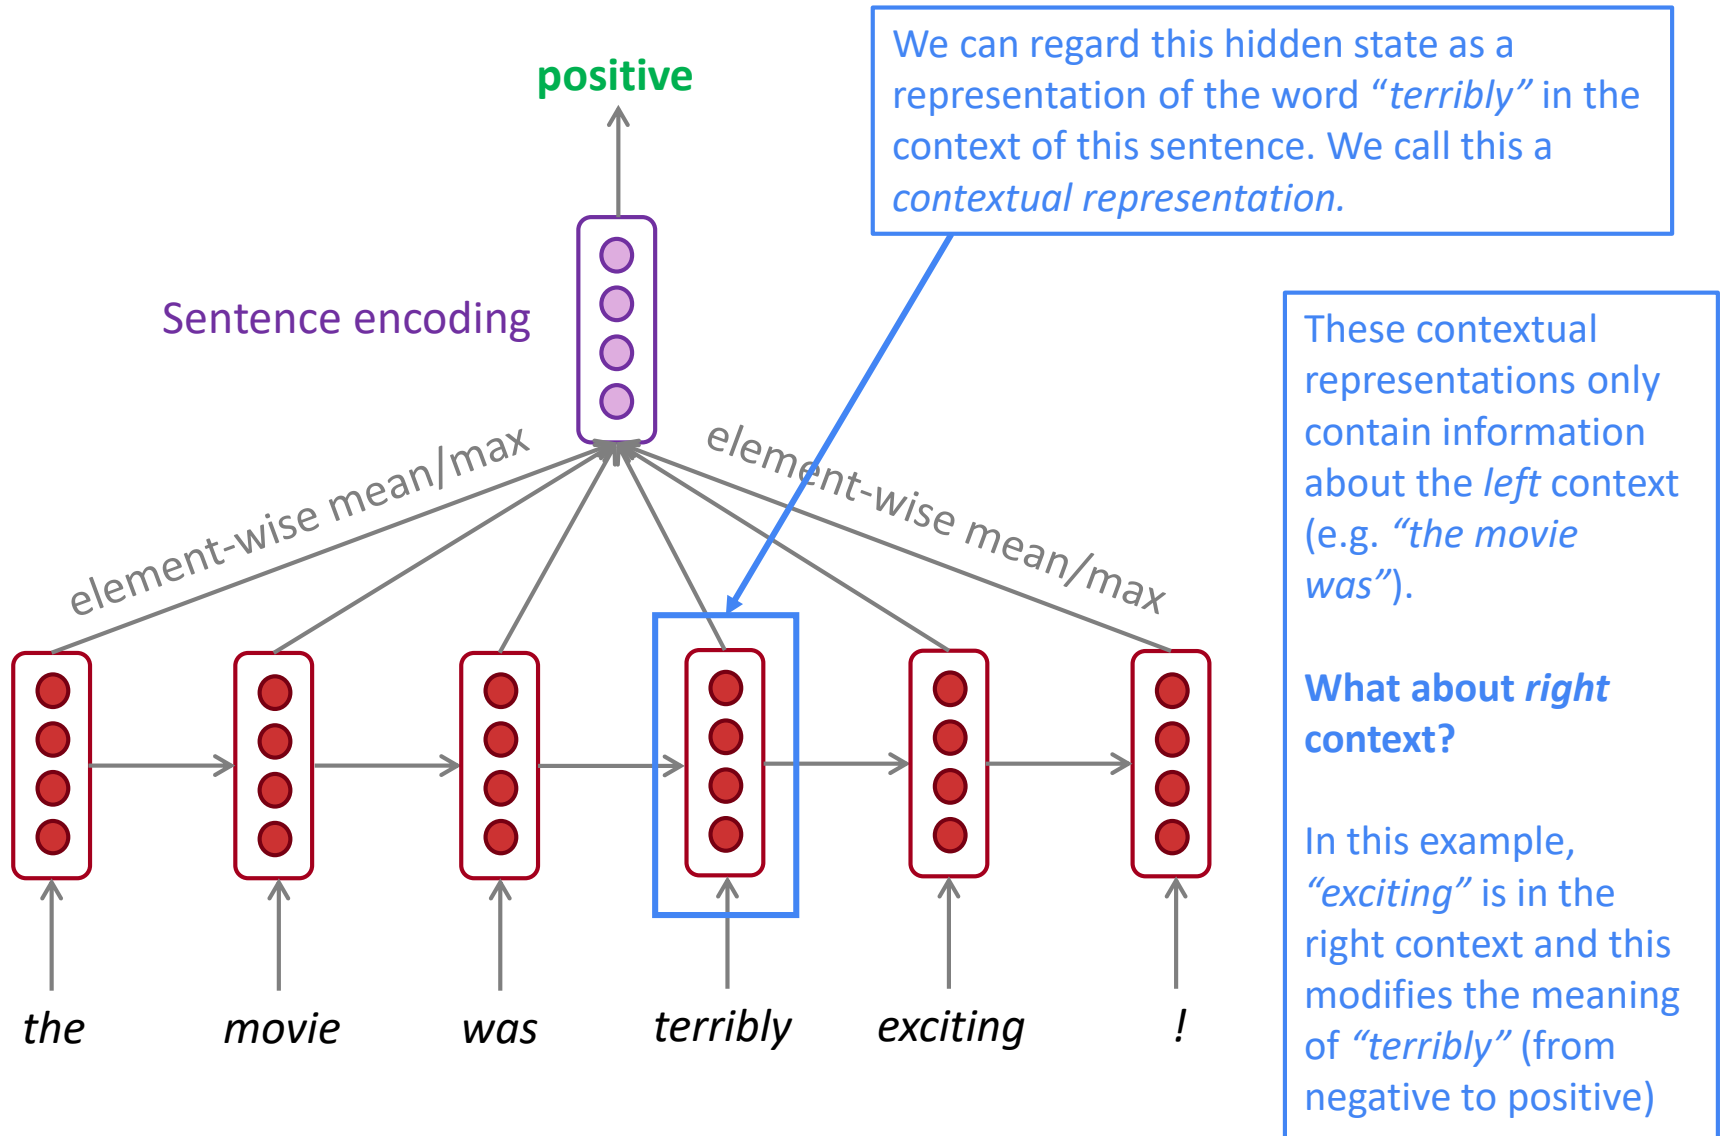 positive
We can regard this hidden state as a
representation of the word “terribly” in the
context of this sentence. We call this a
contextual representation.
Sentence encoding
element-wise mean/max
element-wise mean/max
These contextual
representations only
contain information
about the left context
(e.g. “the movie
was”).
What about right
context?
In this example,
“exciting” is in the
right context and this
modifies the meaning
of “terribly” (from
negative to positive)
the movie was terribly exciting !